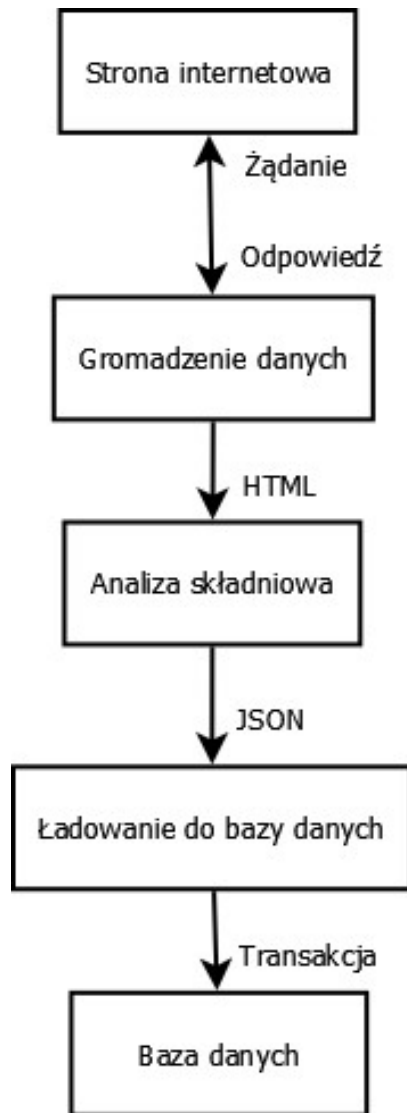 Strona internetowa
Żądanie
Odpowiedź
Gromadzenie danych
HTML
Analiza składniowa
JSON
Ładowanie do bazy danych
Transakcja
Baza danych